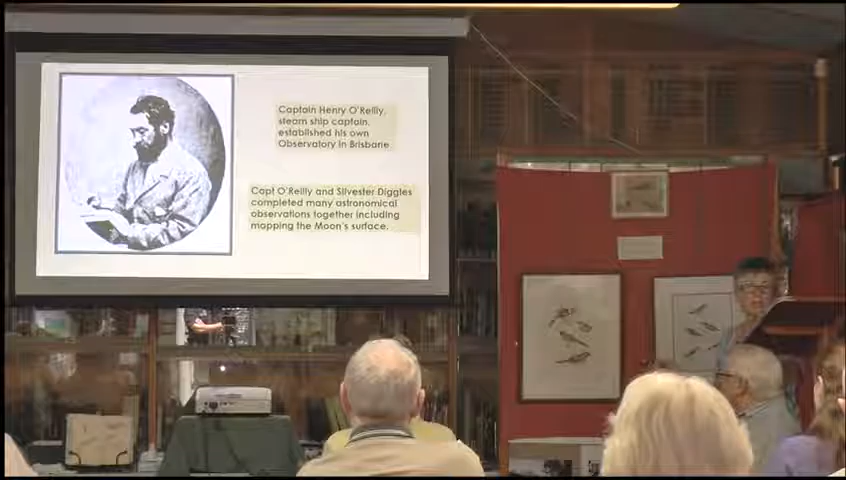 Captain Henry O'Reilly,
steam ship captain,
established his own
Observatory in Brisbane
Capt O'Reilly and Silvester Diggles
completed many astronomical
observations together including
mapping the Moon's surface.